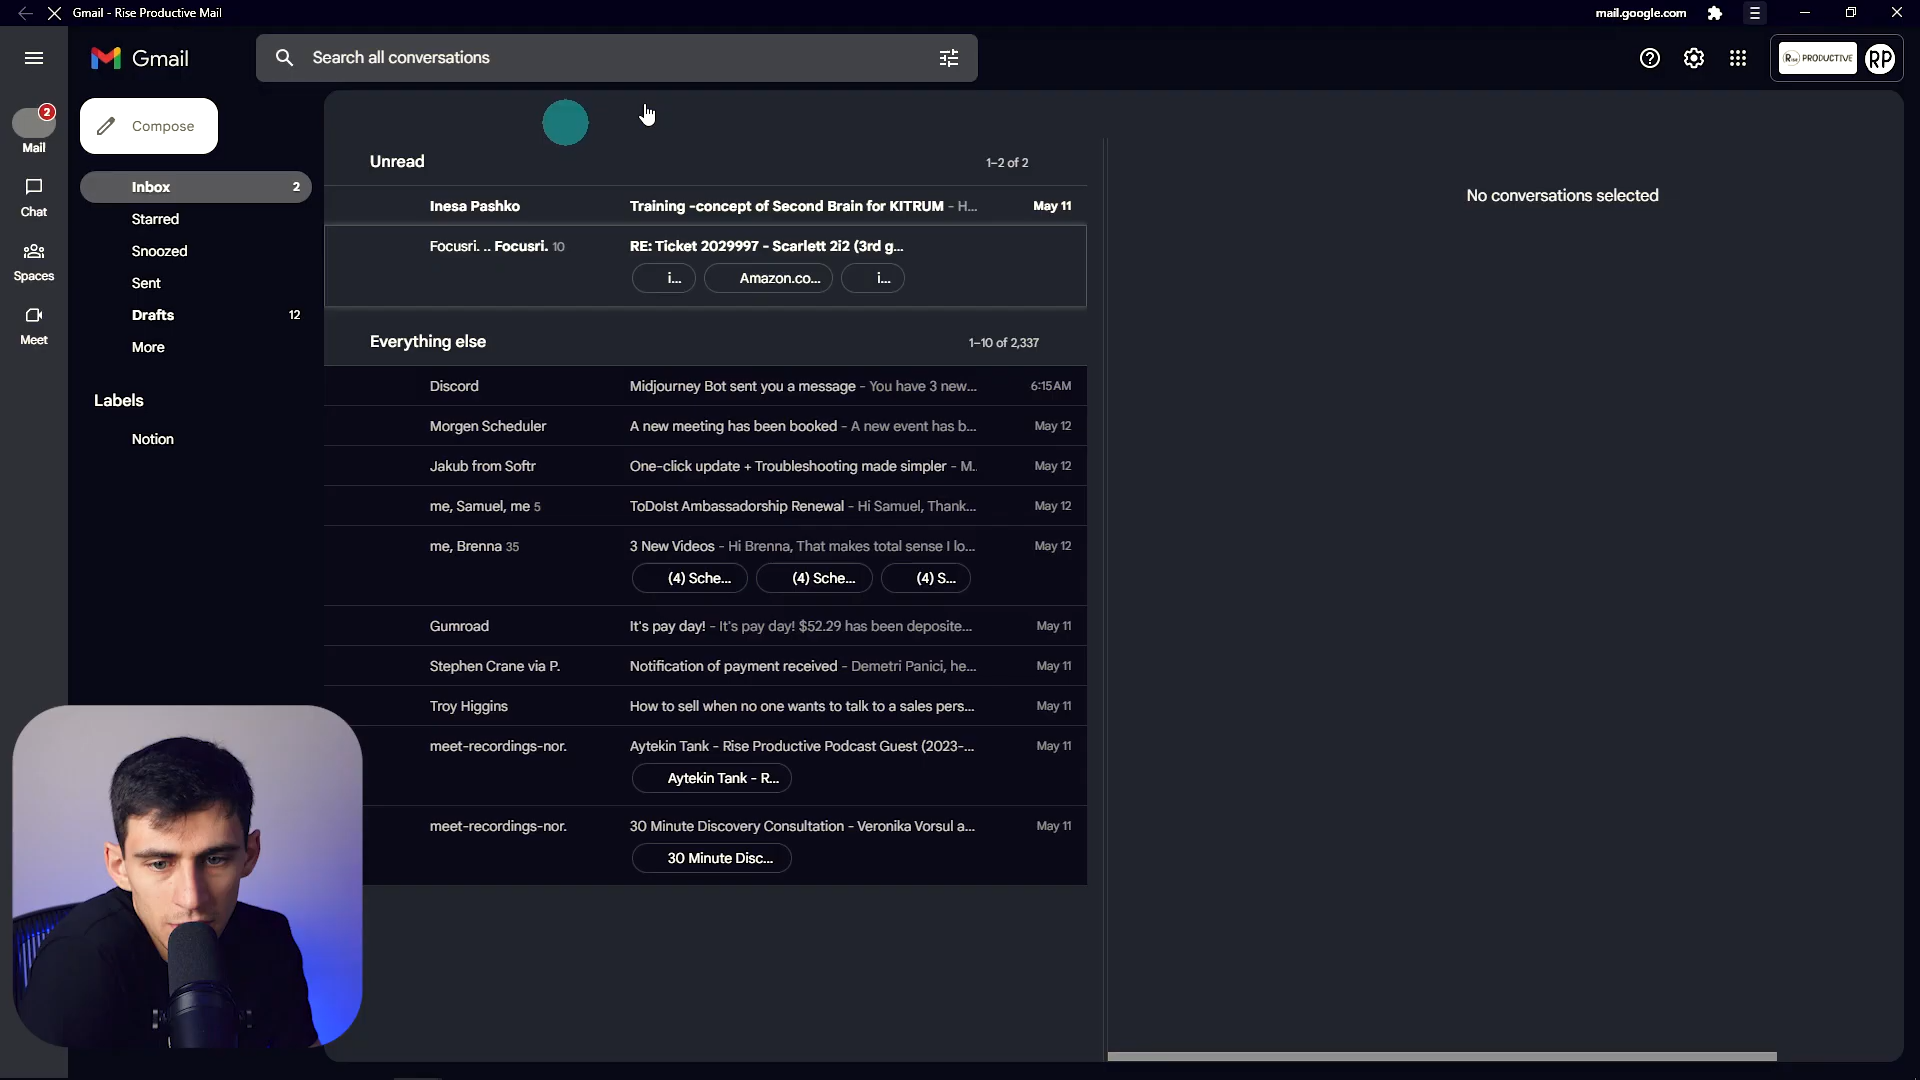 Gmail - Rise Productive Mail
mail.google.com
Gmail
Search all conversations
RISE PRODUCTIVE
RP
2
Mail
Chat
Spaces
Meet
Compose
Inbox 2
Starred
Snoozed
Sent
Drafts 12
More
Labels
Notion
Unread 1–2 of 2
Inesa Pashko Training -concept of Second Brain for KITRUM - H... May 11
Focusri. .. Focusri. 10 RE: Ticket 2029997 - Scarlett 2i2 (3rd g...
i... Amazon.co... i...
Everything else 1–10 of 2,337
Discord Midjourney Bot sent you a message - You have 3 new... 6:15 AM
Morgen Scheduler A new meeting has been booked - A new event has b... May 12
Jakub from Softr One-click update + Troubleshooting made simpler - M.. May 12
me, Samuel, me 5 ToDoIst Ambassadorship Renewal - Hi Samuel, Thank... May 12
me, Brenna 35 3 New Videos - Hi Brenna, That makes total sense I lo... May 12
(4) Sche... (4) Sche... (4) S...
Gumroad It's pay day! - It's pay day! $52.29 has been deposite... May 11
Stephen Crane via P. Notification of payment received - Demetri Panici, he... May 11
Troy Higgins How to sell when no one wants to talk to a sales pers... May 11
meet-recordings-nor. Aytekin Tank - Rise Productive Podcast Guest (2023-... May 11
Aytekin Tank - R...
meet-recordings-nor. 30 Minute Discovery Consultation - Veronika Vorsul a... May 11
30 Minute Disc...
No conversations selected